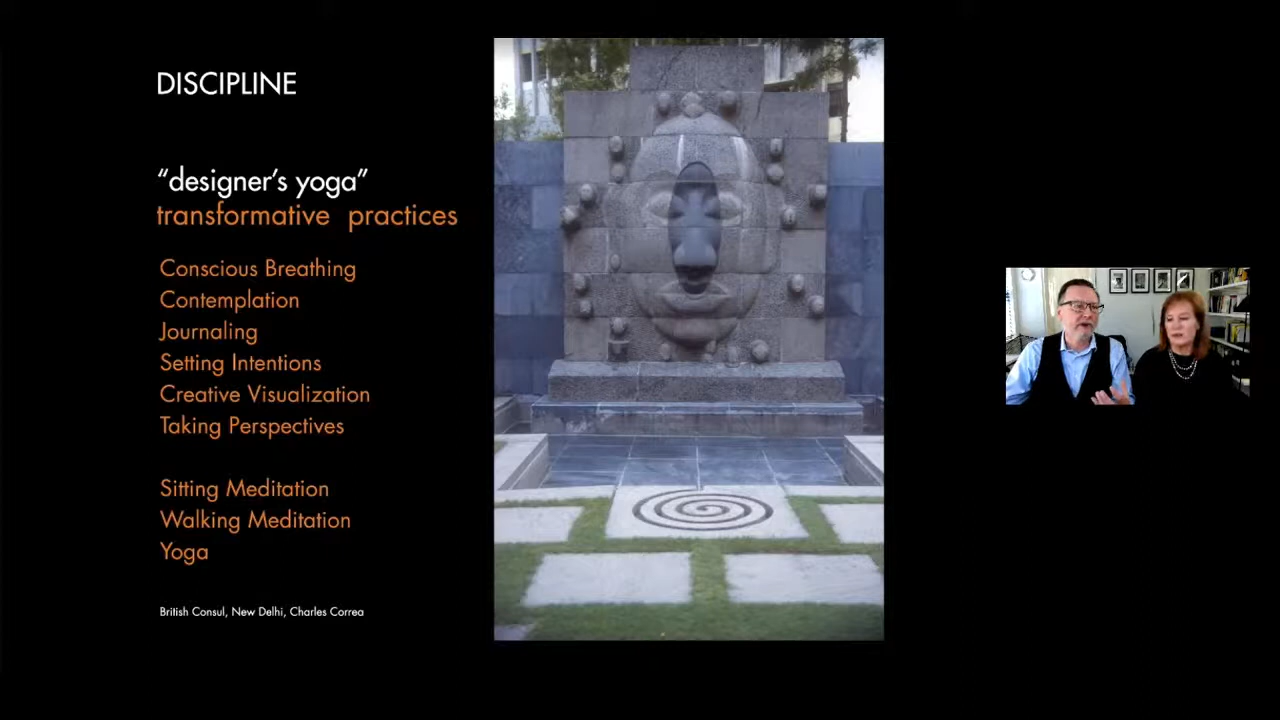 DISCIPLINE
“designer’s yoga”
transformative practices
Conscious Breathing
Contemplation
Journaling
Setting Intentions
Creative Visualization
Taking Perspectives
Sitting Meditation
Walking Meditation
Yoga
British Consul, New Delhi, Charles Correa